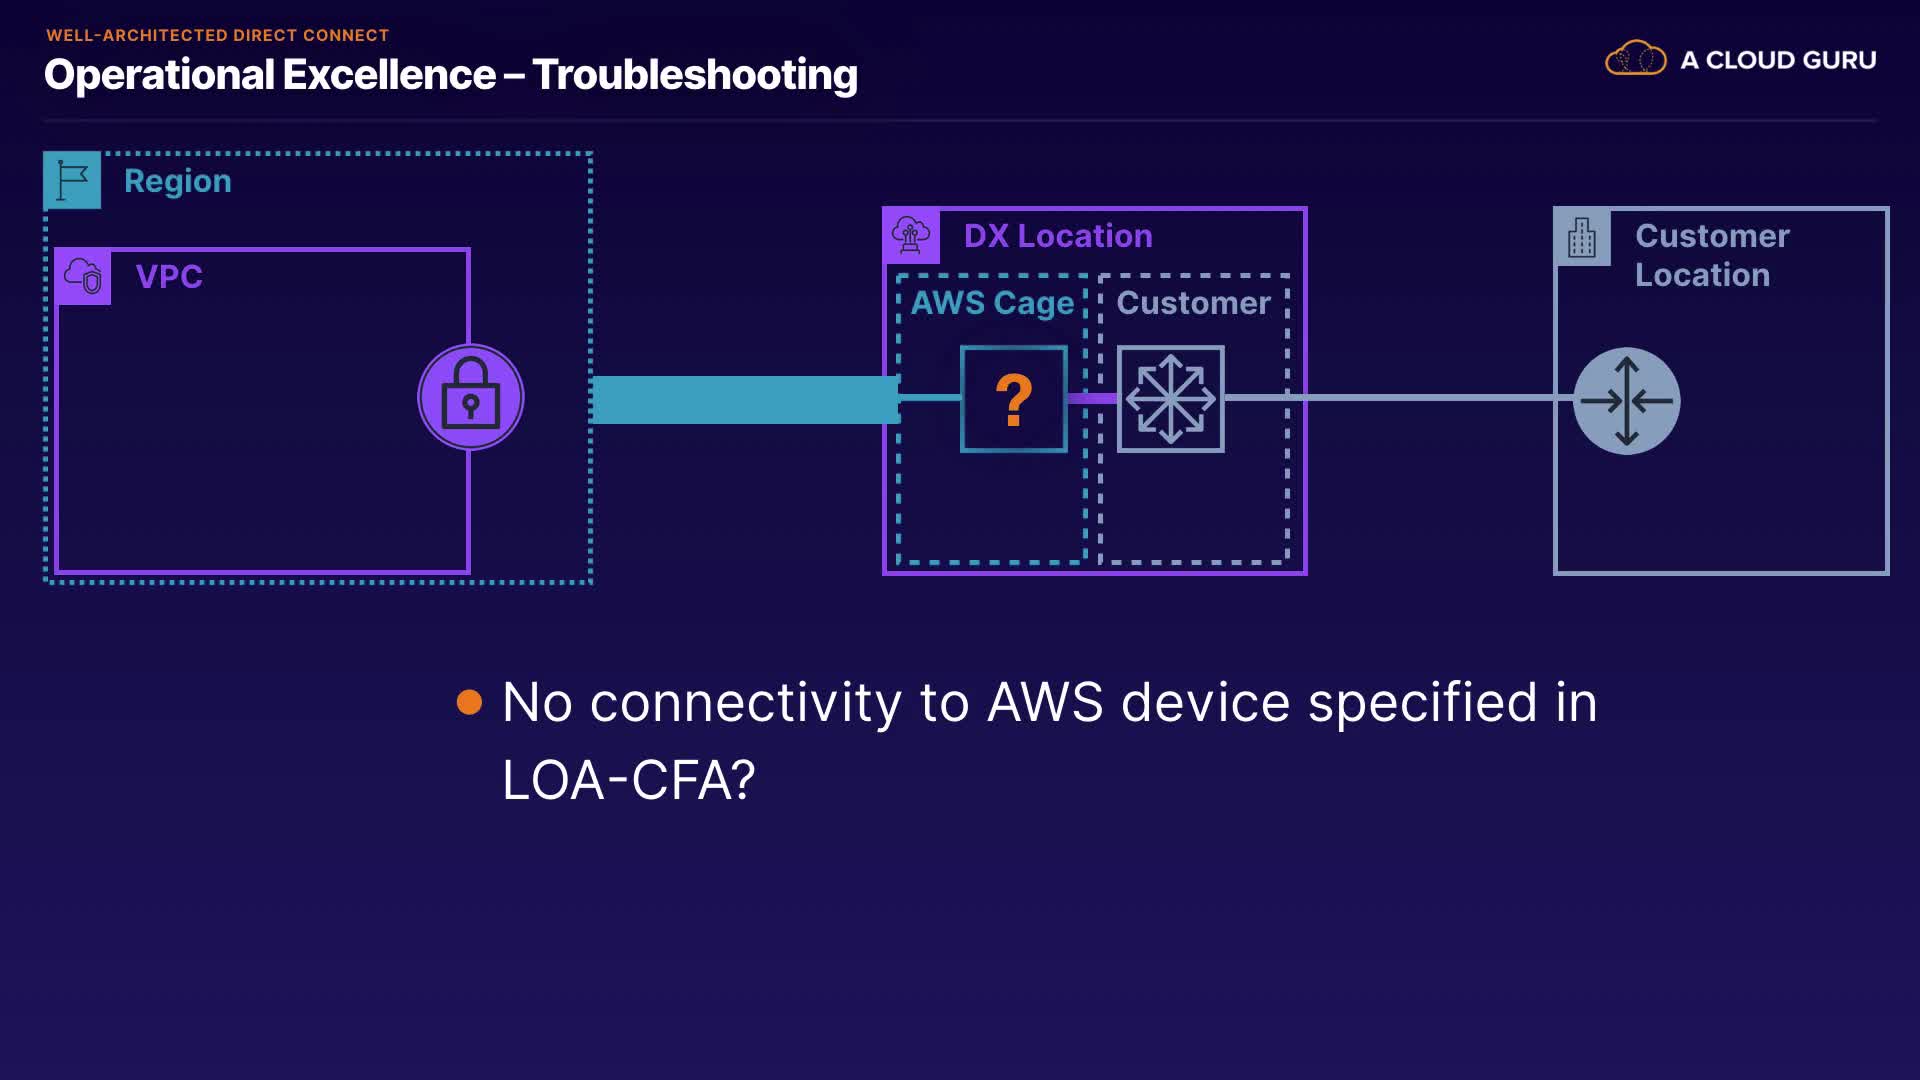 WELL-ARCHITECTED DIRECT CONNECT
Operational Excellence – Troubleshooting
A CLOUD GURU
Region
VPC
DX Location
AWS Cage
Customer
?
Customer
Location
No connectivity to AWS device specified in
LOA-CFA?